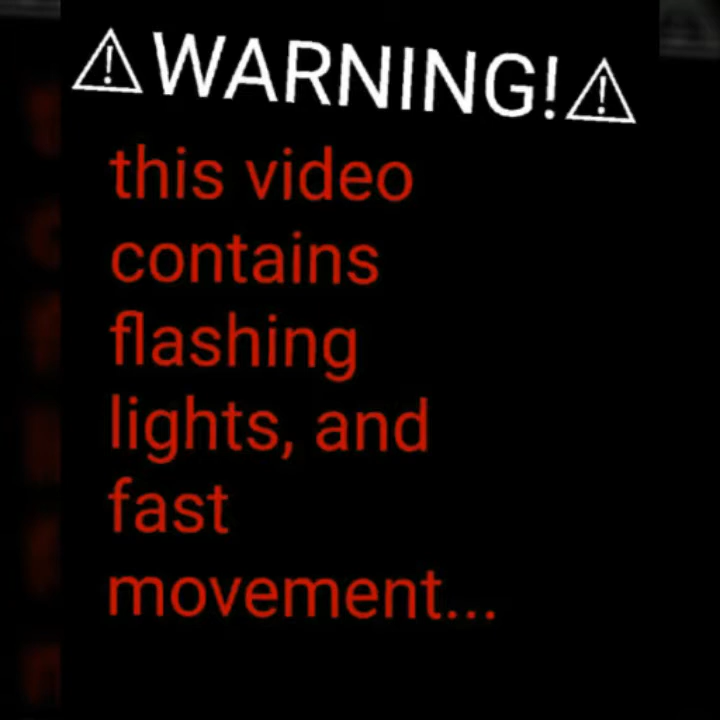 ⚠WARNING!⚠
this video
contains
flashing
lights, and
fast
movement...